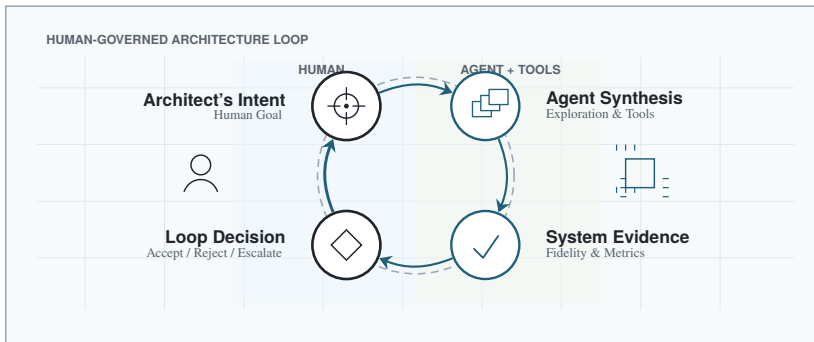 HUMAN-GOVERNED ARCHITECTURE LOOP
HUMAN
AGENT + TOOLS
Architect's Intent
Human Goal
Agent Synthesis
Exploration & Tools
Loop Decision
Accept / Reject / Escalate
System Evidence
Fidelity & Metrics